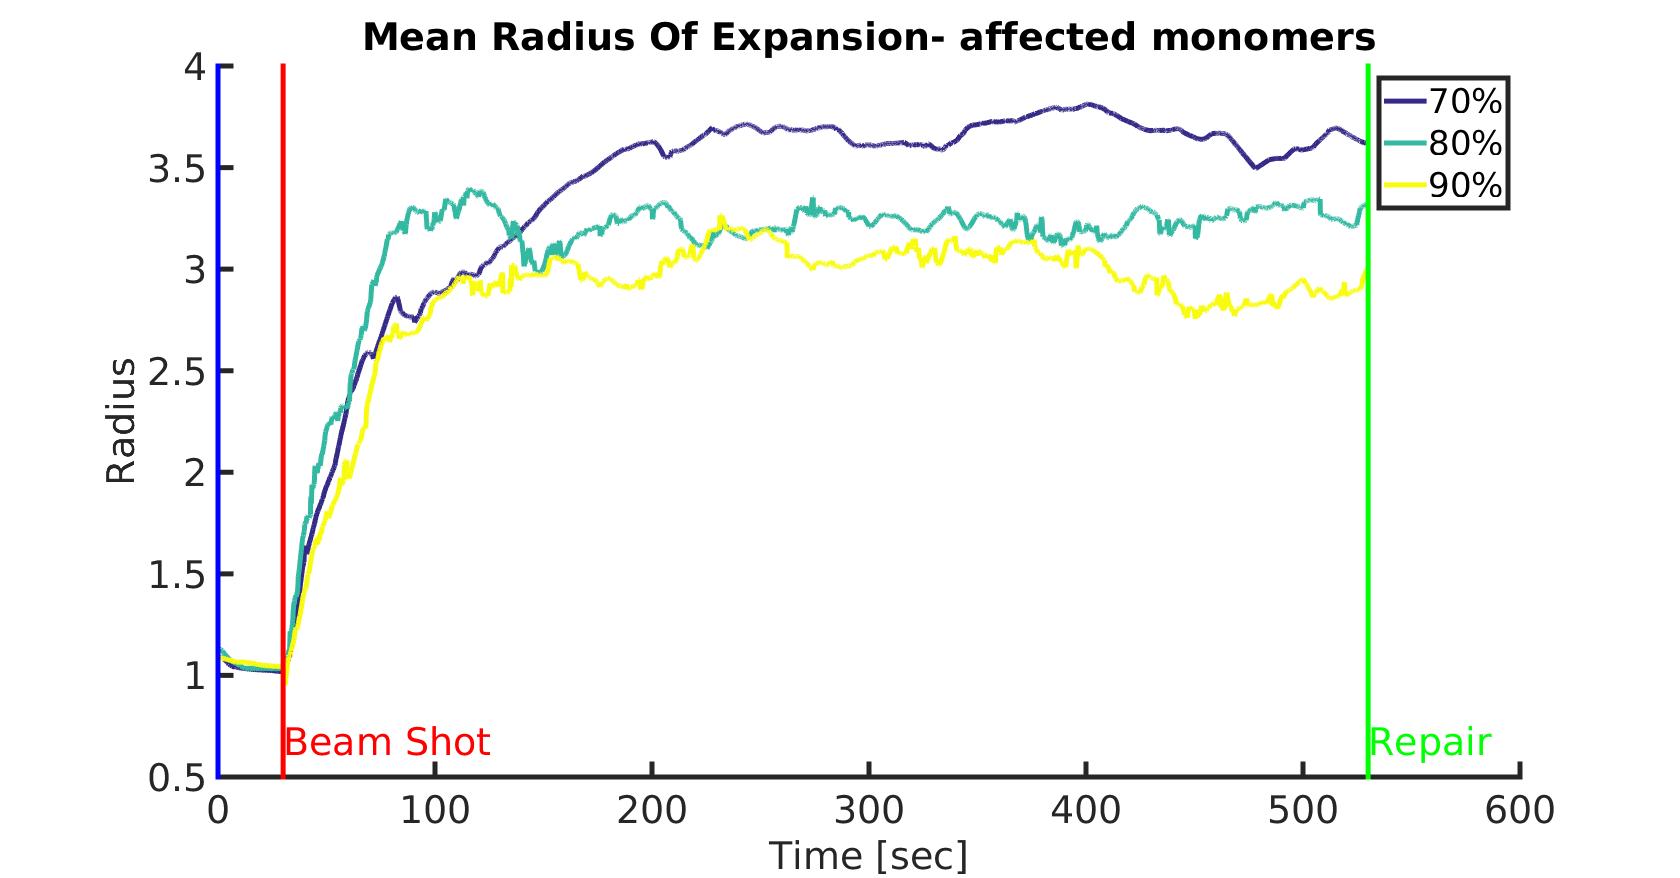 Mean Radius Of Expansion- affected monomers
4
3.5
3
2.5
2
1.5
1
0.5
Radius
70%
80%
90%
Beam Shot
Repair
0 100 200 300 400 500 600
Time [sec]